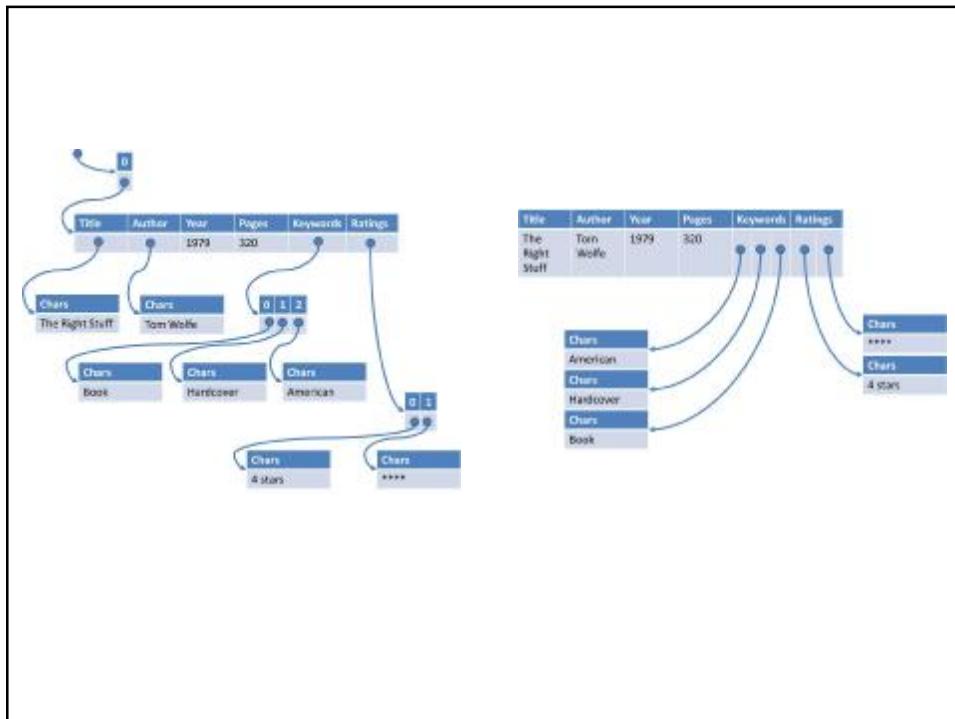 0
Title Author Year Pages Keywords Ratings
1979 320
Chars
The Right Stuff
Chars
Tom Wolfe
0 1 2
Chars
Book
Chars
Hardcover
Chars
American
0 1
Chars
4 stars
Chars
****
Title Author Year Pages Keywords Ratings
The Tom 1979 320
Right Wolfe
Stuff
Chars
American
Chars
Hardcover
Chars
Book
Chars
****
Chars
4 stars